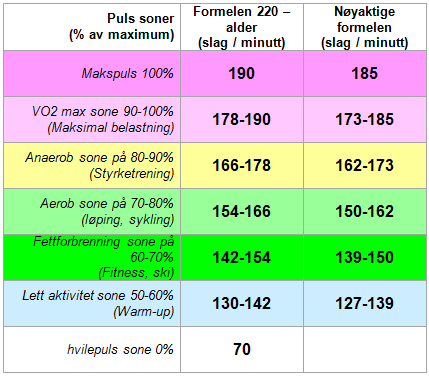 Puls soner
(% av maximum)
Formelen 220 –
alder
(slag / minutt)
Nøyaktige
formelen
(slag / minutt)
Makspuls 100%
190
185
VO2 max sone 90-100%
(Maksimal belastning)
178-190
173-185
Anaerob sone på 80-90%
(Styrketrening)
166-178
162-173
Aerob sone på 70-80%
(løping, sykling)
154-166
150-162
Fettforbrenning sone på
60-70%
(Fitness, ski)
142-154
139-150
Lett aktivitet sone 50-60%
(Warm-up)
130-142
127-139
hvilepuls sone 0%
70